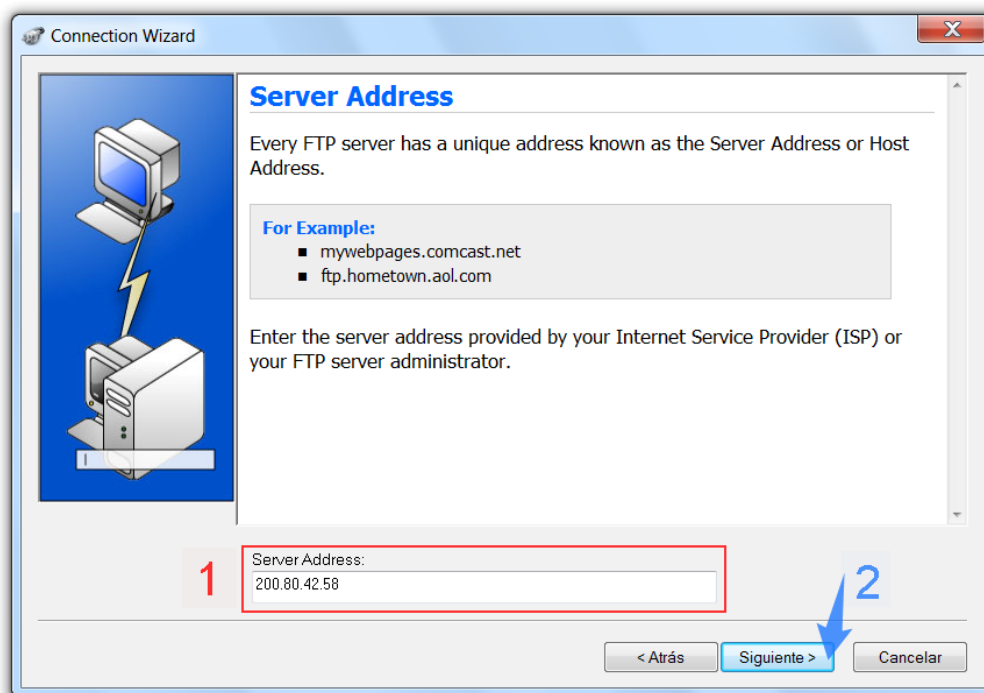 Connection Wizard
X
Server Address
Every FTP server has a unique address known as the Server Address or Host
Address.
For Example:
■ mywebpages.comcast.net
■ ftp.hometown.aol.com
Enter the server address provided by your Internet Service Provider (ISP) or
your FTP server administrator.
1
Server Address:
200.80.42.58
2
< Atrás
Siguiente >
Cancelar